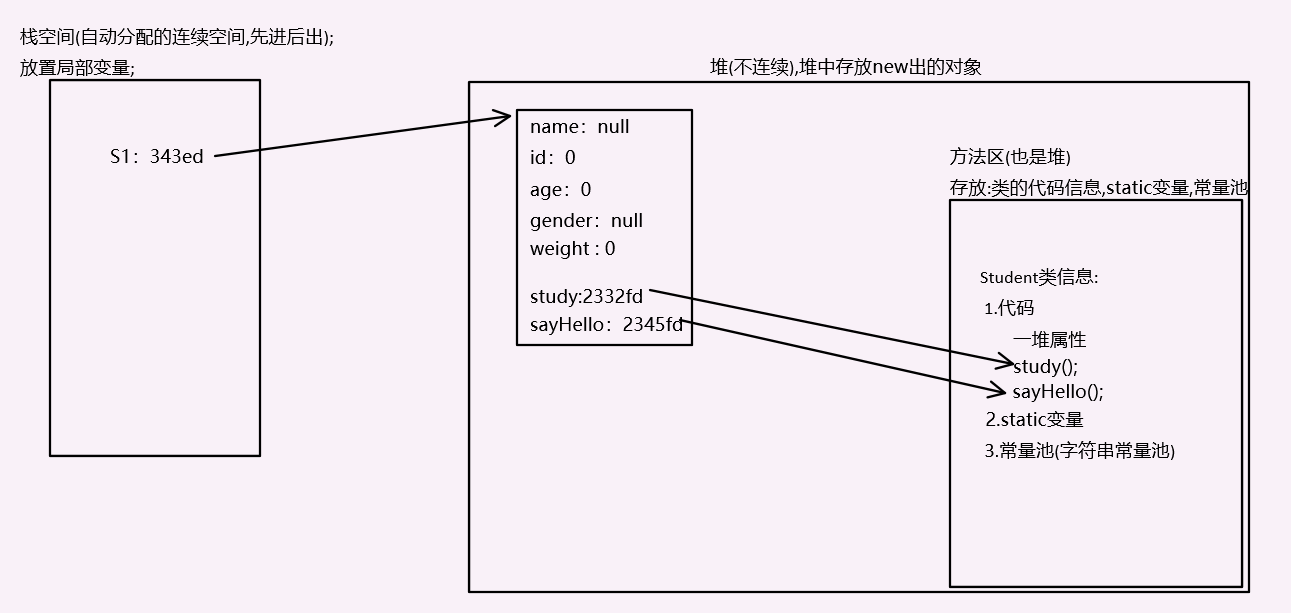 栈空间(自动分配的连续空间,先进后出);
放置局部变量;
S1：343ed
堆(不连续),堆中存放new出的对象
name：null
id：0
age：0
gender：null
weight : 0
study:2332fd
sayHello：2345fd
方法区(也是堆)
存放:类的代码信息,static变量,常量池
Student类信息:
1.代码
一堆属性
study();
sayHello();
2.static变量
3.常量池(字符串常量池)